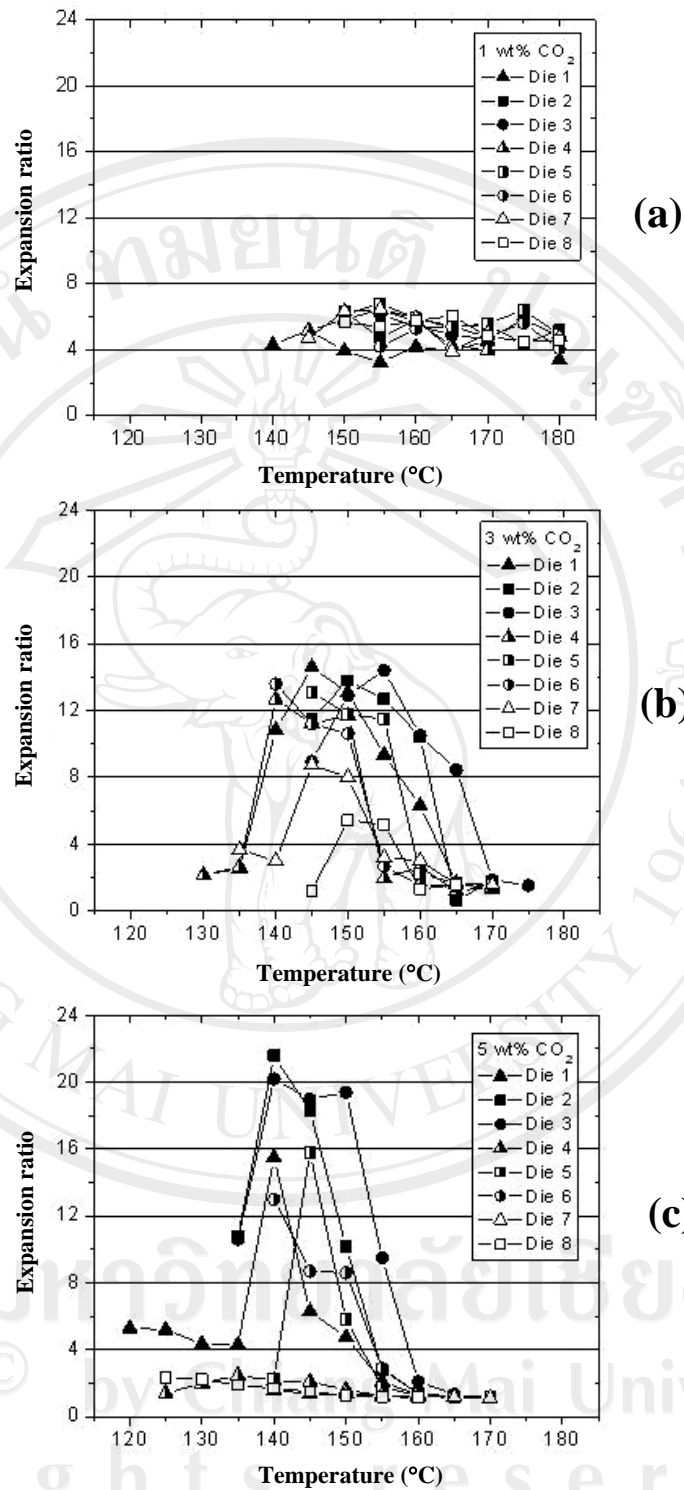 24
20
16
12
8
4
0
Expansion ratio
1 wt% CO₂
Die 1
Die 2
Die 3
Die 4
Die 5
Die 6
Die 7
Die 8
(a)
120 130 140 150 160 170 180
Temperature (°C)
24
20
16
12
8
4
0
Expansion ratio
3 wt% CO₂
Die 1
Die 2
Die 3
Die 4
Die 5
Die 6
Die 7
Die 8
(b)
120 130 140 150 160 170 180
Temperature (°C)
24
20
16
12
8
4
0
Expansion ratio
5 wt% CO₂
Die 1
Die 2
Die 3
Die 4
Die 5
Die 6
Die 7
Die 8
(c)
120 130 140 150 160 170 180
Temperature (°C)
MAI UNIVERSITY 196
© by Chiang Mai Univ
ghts reser